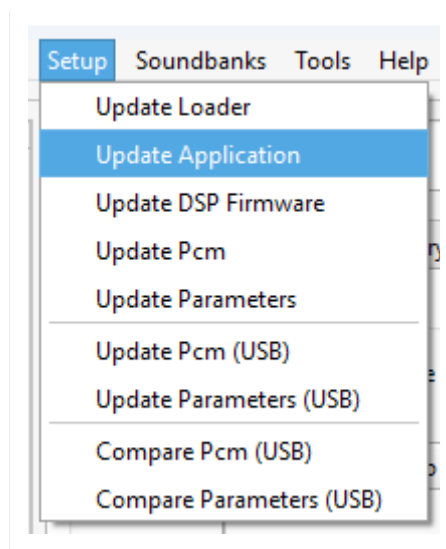 Setup Soundbanks Tools Help
Update Loader
Update Application
Update DSP Firmware
Update Pcm
Update Parameters
Update Pcm (USB)
Update Parameters (USB)
Compare Pcm (USB)
Compare Parameters (USB)